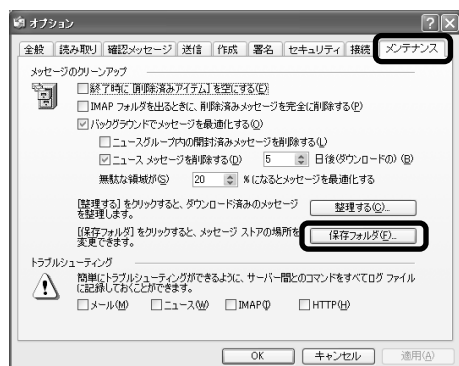 オプション
全般 読み取り 確認メッセージ 送信 作成 署名 セキュリティ 接続 メンテナンス
メッセージのクリーンアップ
終了時に [削除済みアイテム] を空にする(E)
IMAP フォルダを出るときに、削除済みメッセージを完全に削除する(P)
バックグラウンドでメッセージを最適化する(O)
ニュースグループ内の開封済みメッセージを削除する(L)
ニュース メッセージを削除する(D) 5 日後(ダウンロードの) (B)
無駄な領域が(S) 20 % になるとメッセージを最適化する
[整理する] をクリックすると、ダウンロード済みのメッセージ
を整理します。
整理する(C)...
[保存フォルダ] をクリックすると、メッセージ ストアの場所を
変更できます。
保存フォルダ(F)...
トラブルシューティング
簡単にトラブルシューティングができるように、サーバー間とのコマンドをすべてログ ファイル
に記録しておくことができます。
メール(M) ニュース(W) IMAP(I) HTTP(H)
OK キャンセル 適用(A)